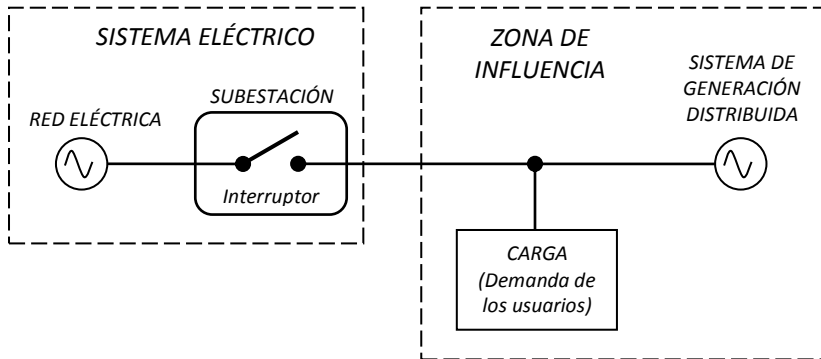 SISTEMA ELÉCTRICO
RED ELÉCTRICA
SUBESTACIÓN
Interruptor
ZONA DE
INFLUENCIA
SISTEMA DE
GENERACIÓN
DISTRIBUIDA
CARGA
(Demanda de
los usuarios)